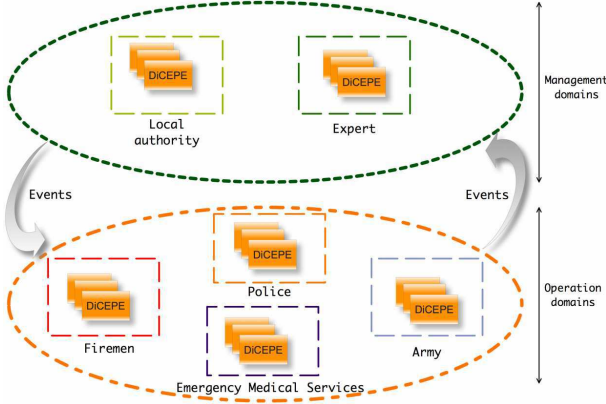 DiCEPE
DiCEPE
Local
authority
Expert
Management
domains
Events
Events
DiCEPE
Police
DiCEPE
Firemen
DiCEPE
Army
DiCEPE
Emergency Medical Services
Operation
domains